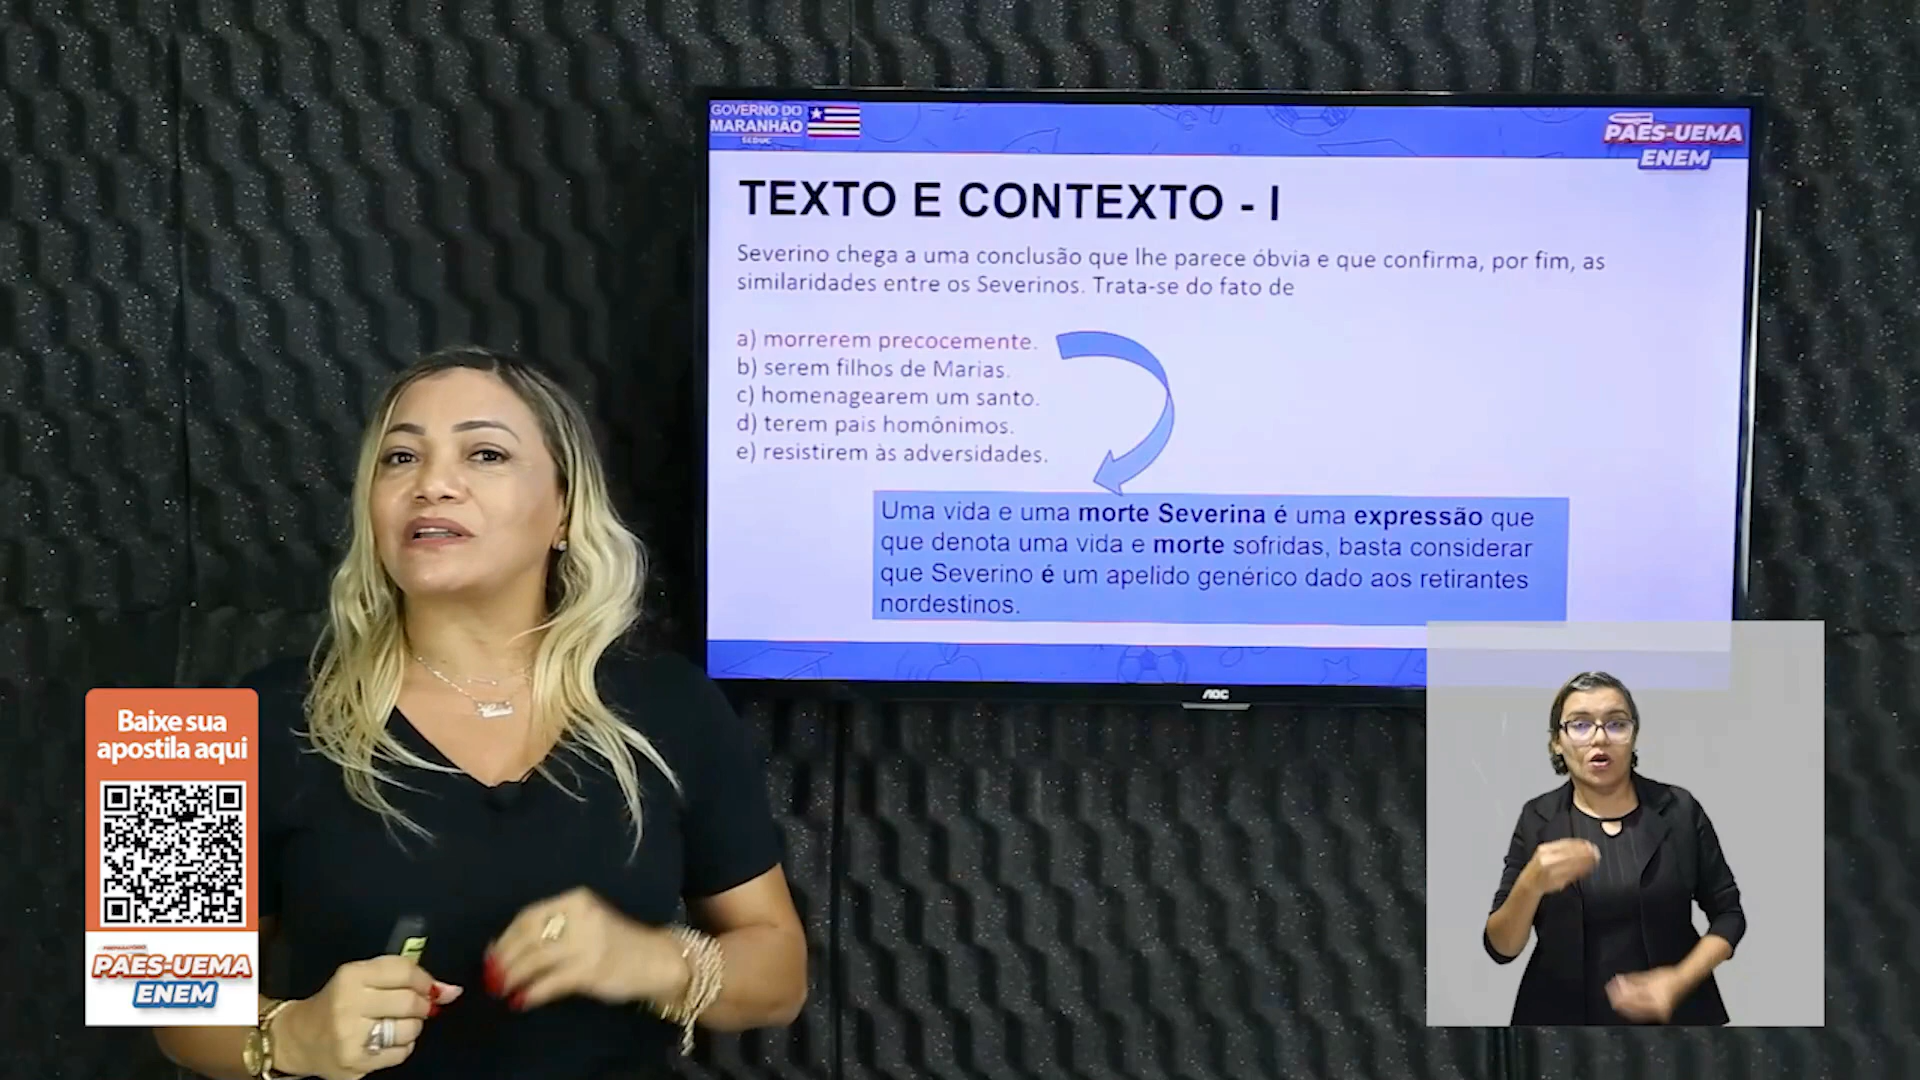 GOVERNO DO
MARANHÃO
SEDUC
PAES-UEMA
ENEM
TEXTO E CONTEXTO - I
Severino chega a uma conclusão que lhe parece óbvia e que confirma, por fim, as
similaridades entre os Severinos. Trata-se do fato de
a) morrerem precocemente.
b) serem filhos de Marias.
c) homenagearem um santo.
d) terem pais homônimos.
e) resistirem às adversidades.
Uma vida e uma morte Severina é uma expressão que
que denota uma vida e morte sofridas, basta considerar
que Severino é um apelido genérico dado aos retirantes
nordestinos.
AOC
Baixe sua
apostila aqui
PREPARATÓRIO
PAES-UEMA
ENEM